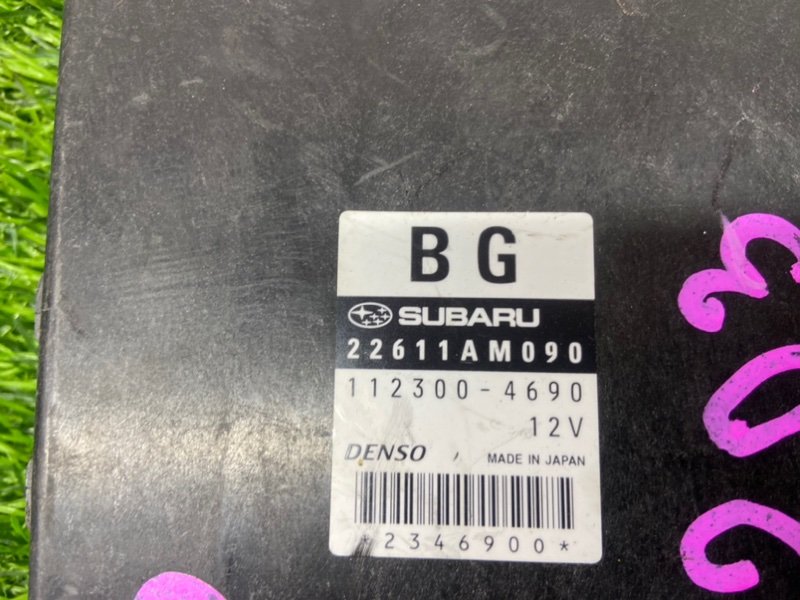 BG
SUBARU
22611AM090
112300-4690
12V
DENSO MADE IN JAPAN
*2346900*